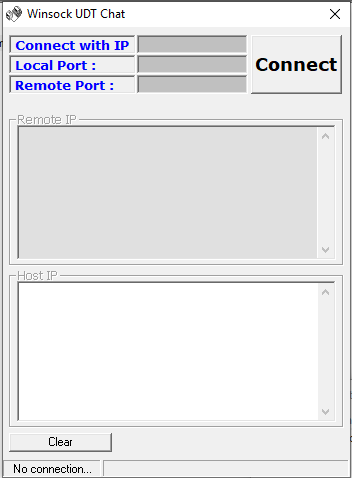 Winsock UDT Chat
Connect with IP
Local Port :
Remote Port :
Connect
Remote IP
Host IP
Clear
No connection...